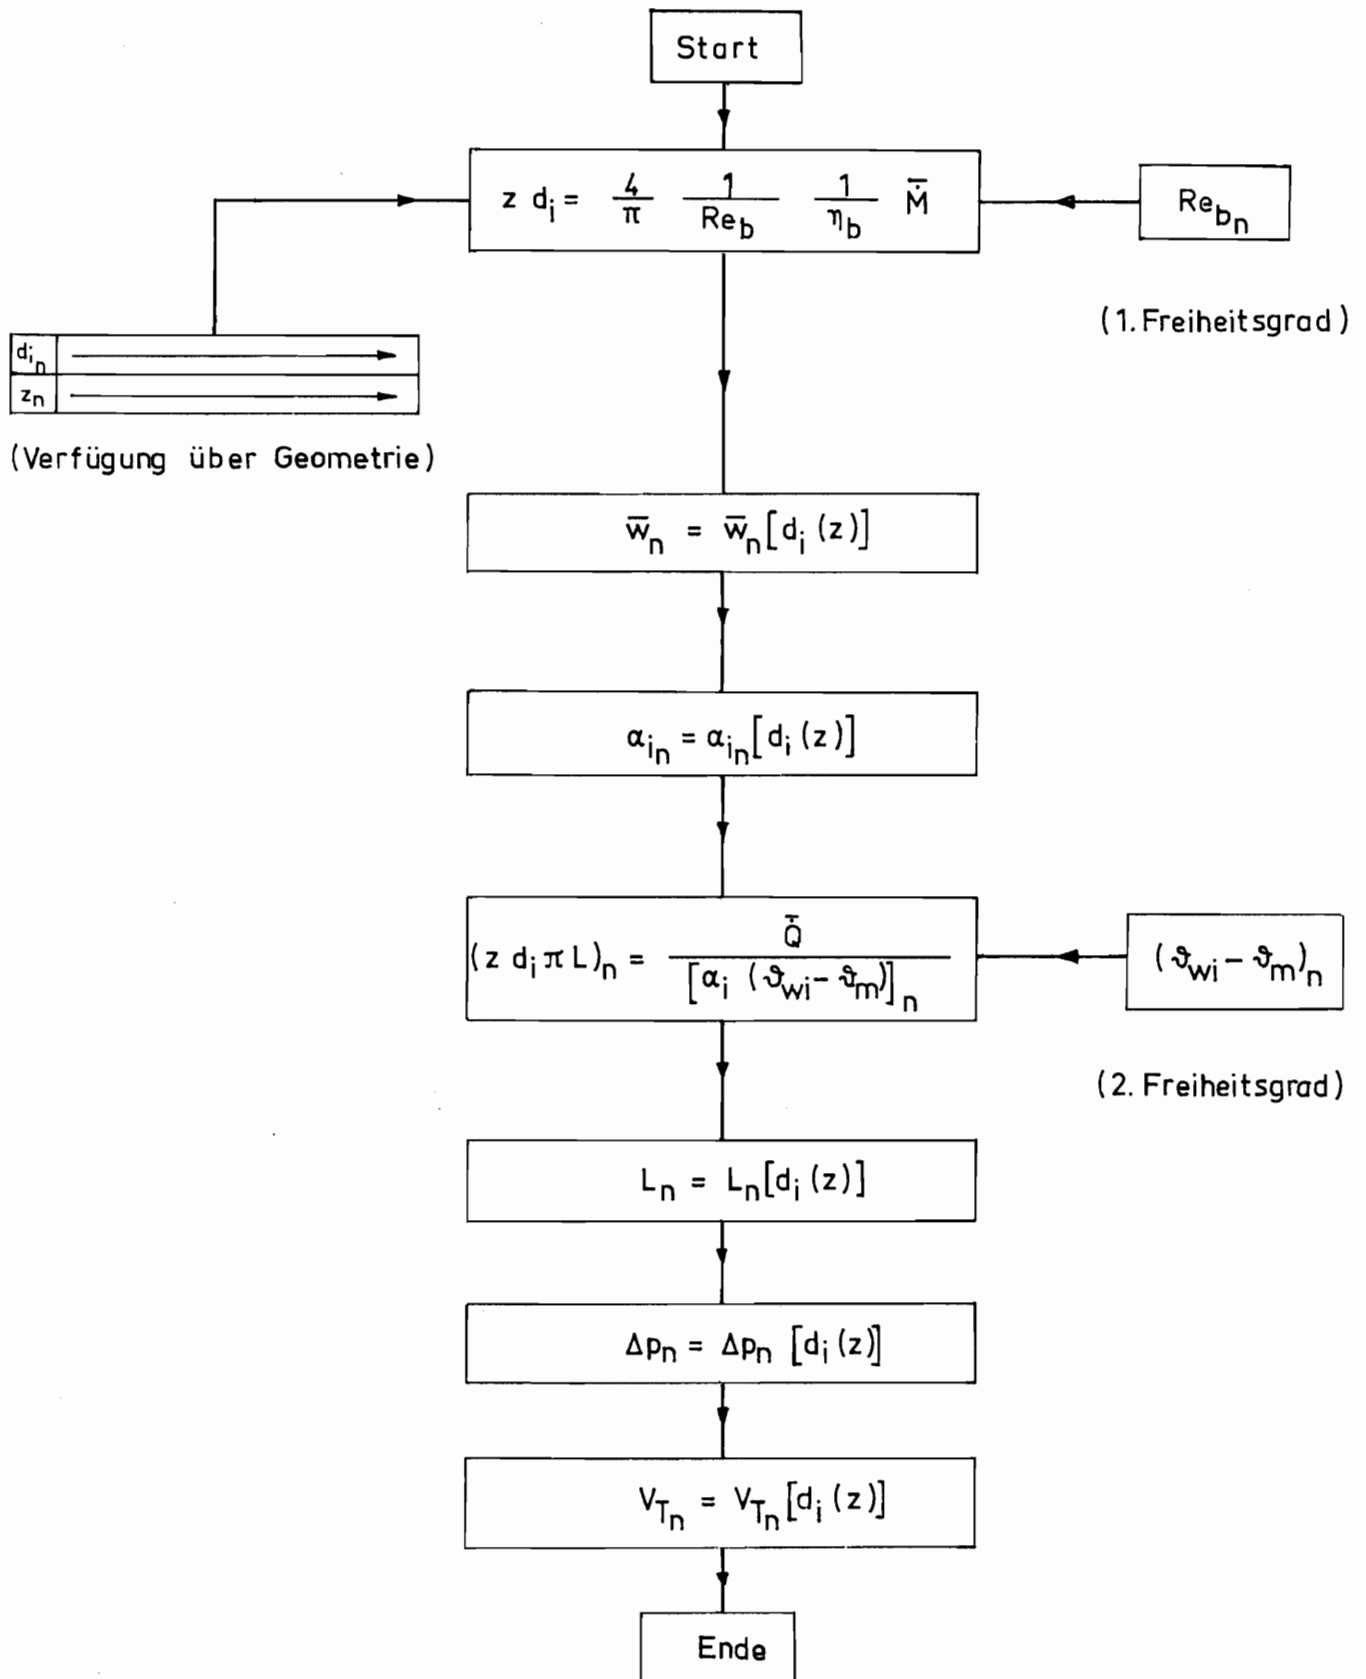 Start
z d_i = 4/π 1/Re_b 1/η_b M̄̇
Re_bn
(1. Freiheitsgrad)
d_in
z_n
(Verfügung über Geometrie)
w̄_n = w̄_n[d_i (z)]
α_in = α_in[d_i (z)]
(z d_i π L)_n = Q̄̇ / [α_i (ϑ_wi - ϑ_m)]_n
(ϑ_wi - ϑ_m)_n
(2. Freiheitsgrad)
L_n = L_n[d_i (z)]
Δp_n = Δp_n [d_i (z)]
V_Tn = V_Tn[d_i (z)]
Ende